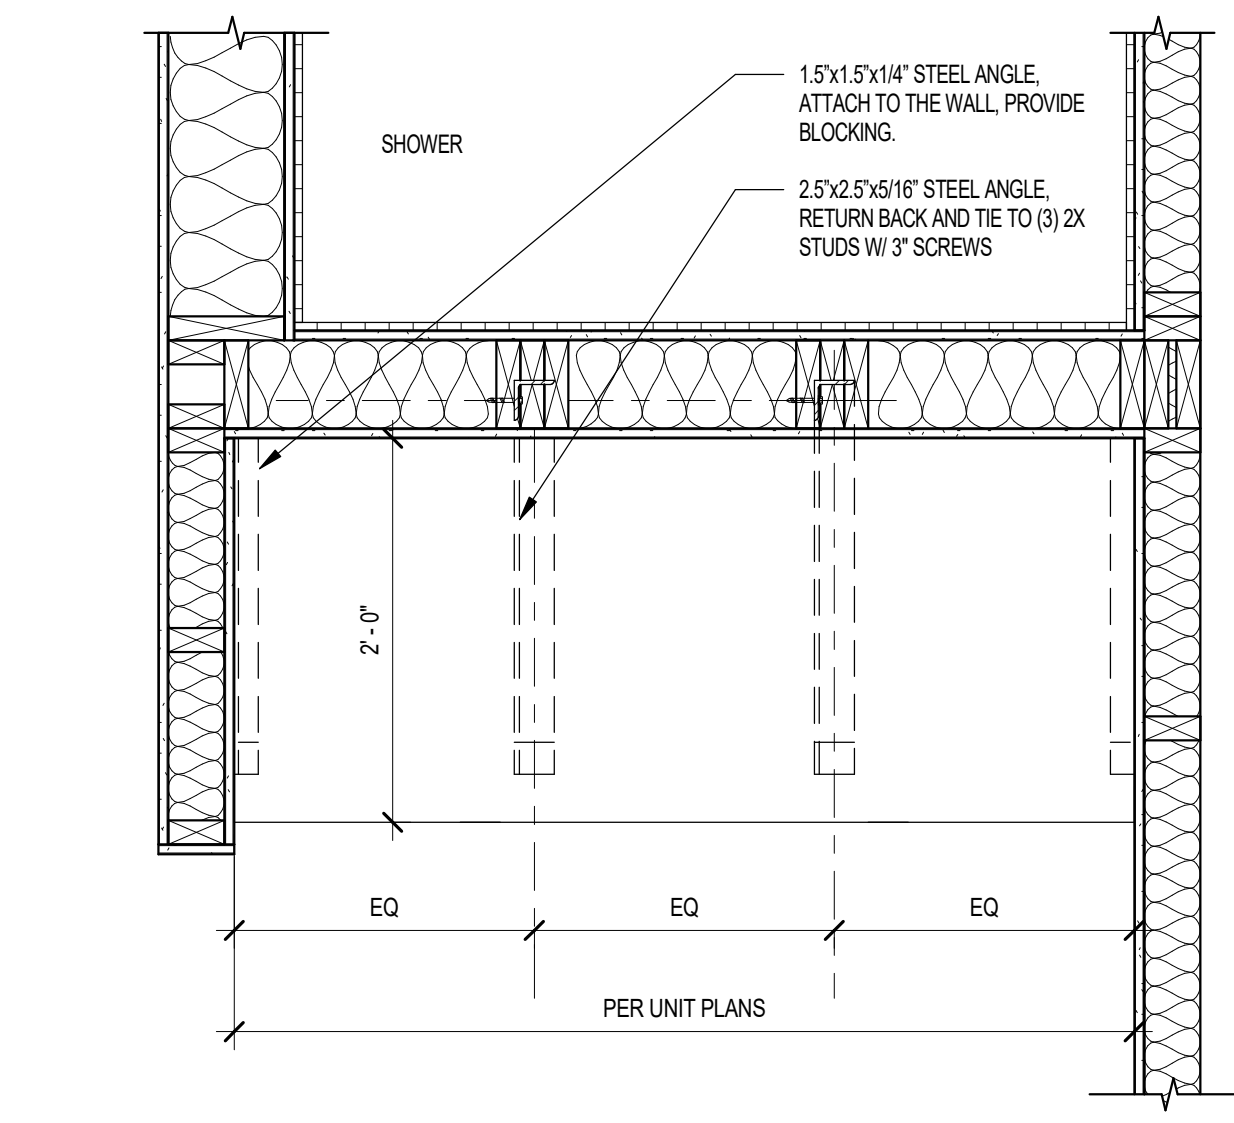 1.5”x1.5”x1/4” STEEL ANGLE,
ATTACH TO THE WALL, PROVIDE
BLOCKING.
SHOWER
2.5”x2.5”x5/16” STEEL ANGLE,
RETURN BACK AND TIE TO (3) 2X
STUDS W/ 3" SCREWS
2' - 0"
EQ EQ EQ
PER UNIT PLANS